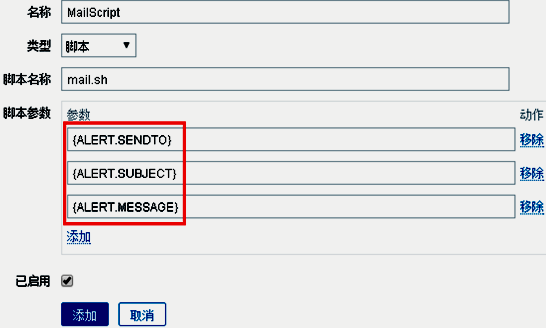 名称 MailScript
类型 脚本
脚本名称 mail.sh
脚本参数 参数 动作
{ALERT.SENDTO} 移除
{ALERT.SUBJECT} 移除
{ALERT.MESSAGE} 移除
添加
已启用
添加 取消